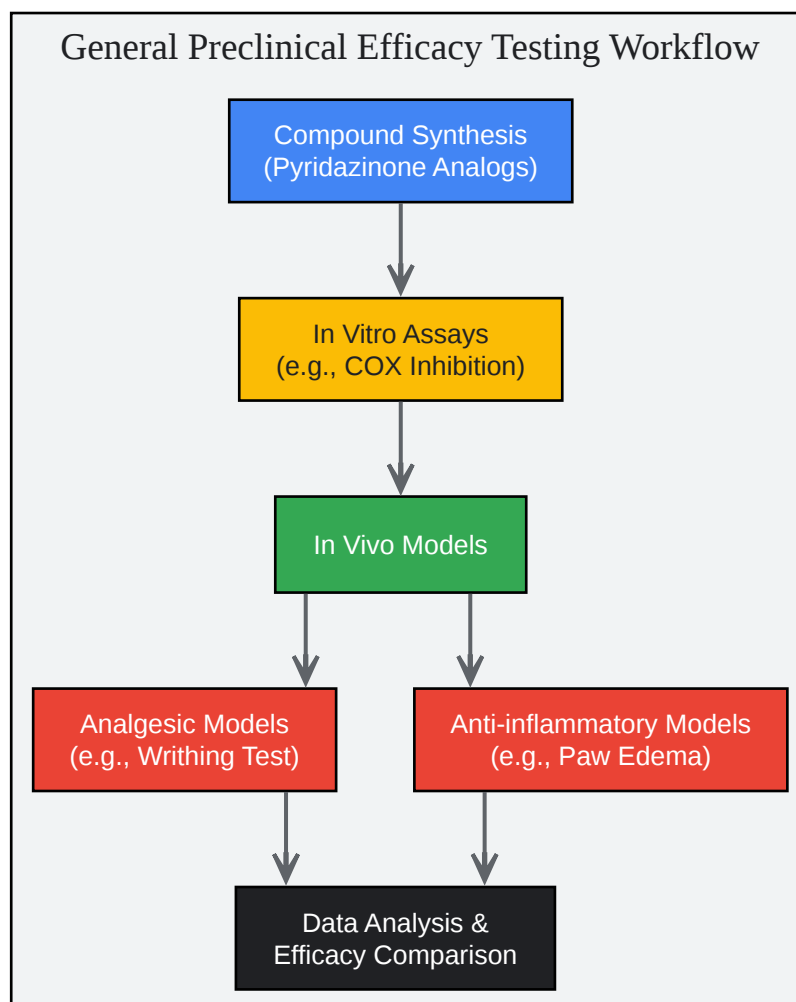 General Preclinical Efficacy Testing Workflow
Compound Synthesis
(Pyridazinone Analogs)
In Vitro Assays
(e.g., COX Inhibition)
In Vivo Models
Analgesic Models
(e.g., Writhing Test)
Anti-inflammatory Models
(e.g., Paw Edema)
Data Analysis &
Efficacy Comparison